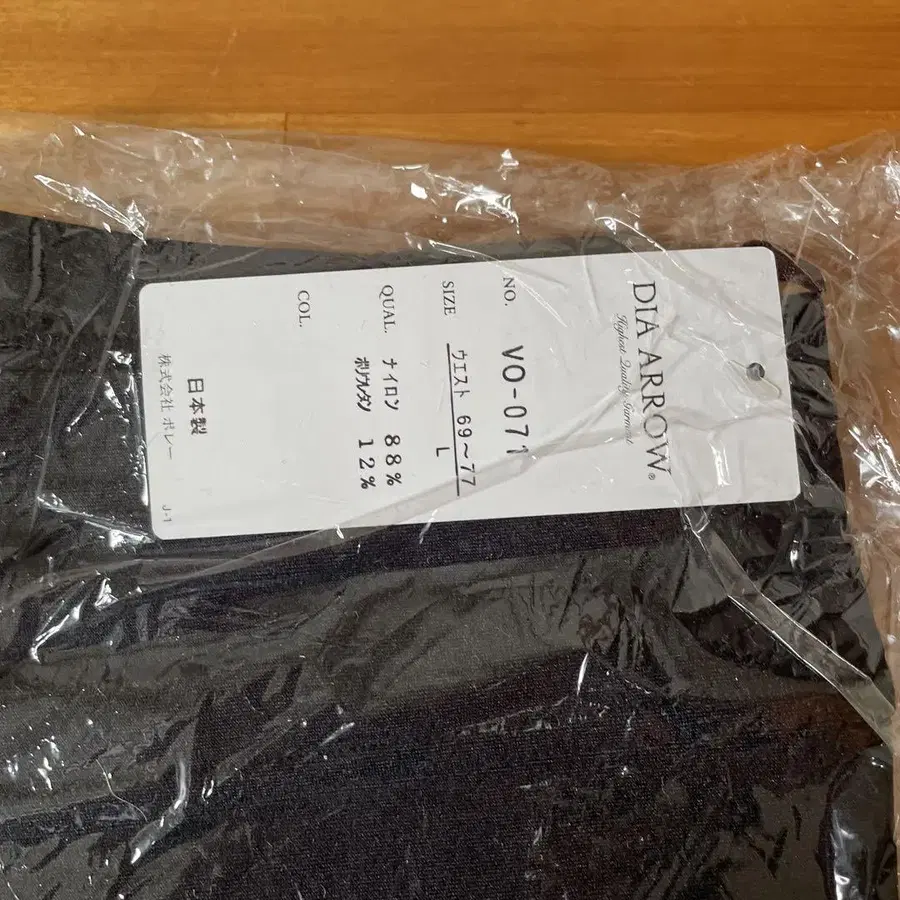 DIA ARROW®
Highest Quality Garment
NO. VO-071
SIZE ウエスト 69～77
L
QUAL. ナイロン 88%
ポリウレタン 12%
COL.
日本製
株式会社 ボレー J-1